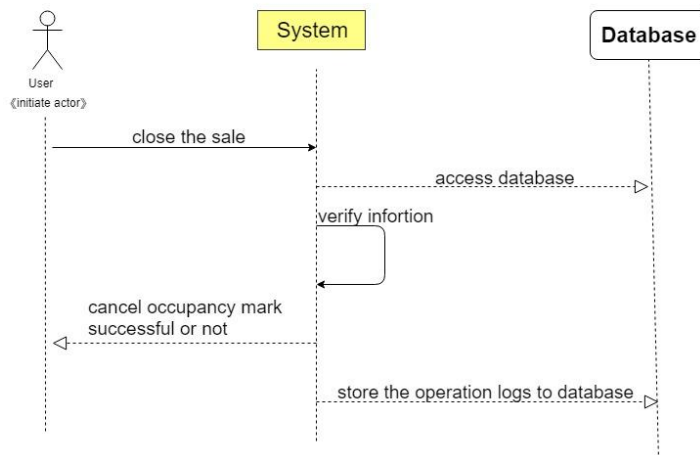 System
Database
User
《initiate actor》
close the sale
access database
verify infortion
cancel occupancy mark
successful or not
store the operation logs to database